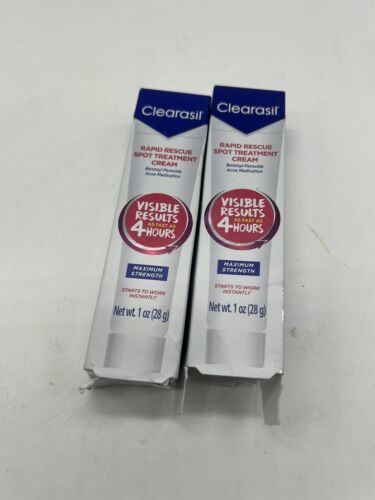 Clearasil
RAPID RESCUE
SPOT TREATMENT
CREAM
Benzoyl Peroxide
Acne Medication
VISIBLE
RESULTS
AS FAST AS
4 HOURS
MAXIMUM
STRENGTH
STARTS TO WORK
INSTANTLY
Net wt. 1 oz (28 g)
Clearasil
RAPID RESCUE
SPOT TREATMENT
CREAM
Benzoyl Peroxide
Acne Medication
VISIBLE
RESULTS
AS FAST AS
4 HOURS
MAXIMUM
STRENGTH
STARTS TO WORK
INSTANTLY
Net wt. 1 oz (28 g)